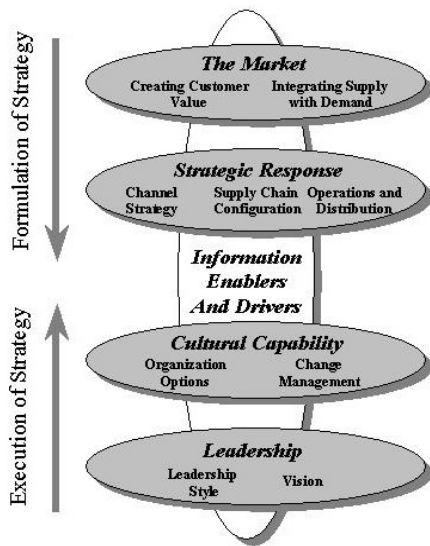 Formulation of Strategy
The Market
Creating Customer Integrating Supply
Value with Demand
Strategic Response
Channel Supply Chain Operations and
Strategy Configuration Distribution
Information
Enablers
And Drivers
Execution of Strategy
Cultural Capability
Organization Change
Options Management
Leadership
Leadership Vision
Style